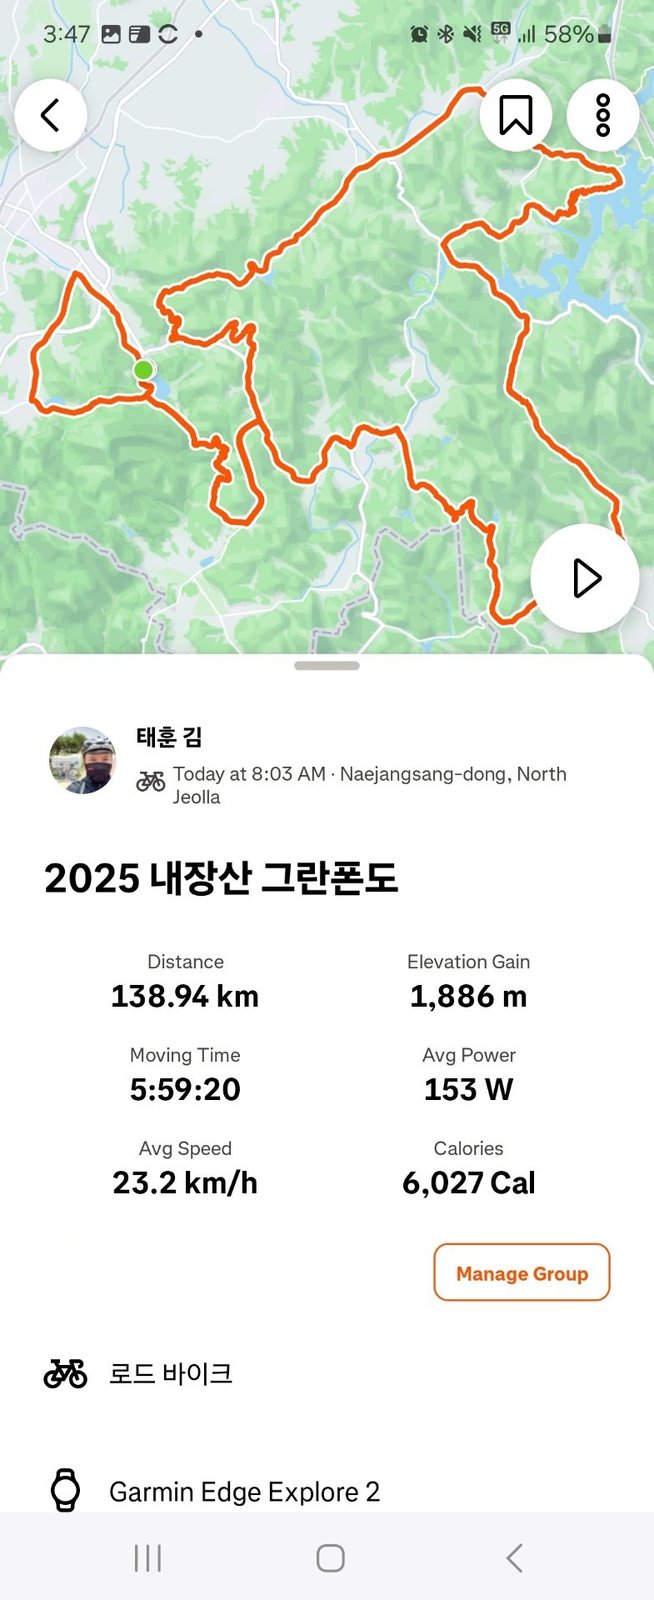 3:47 5G 58%
태훈 김
Today at 8:03 AM · Naejangsang-dong, North
Jeolla
2025 내장산 그란폰도
Distance Elevation Gain
138.94 km 1,886 m
Moving Time Avg Power
5:59:20 153 W
Avg Speed Calories
23.2 km/h 6,027 Cal
Manage Group
로드 바이크
Garmin Edge Explore 2